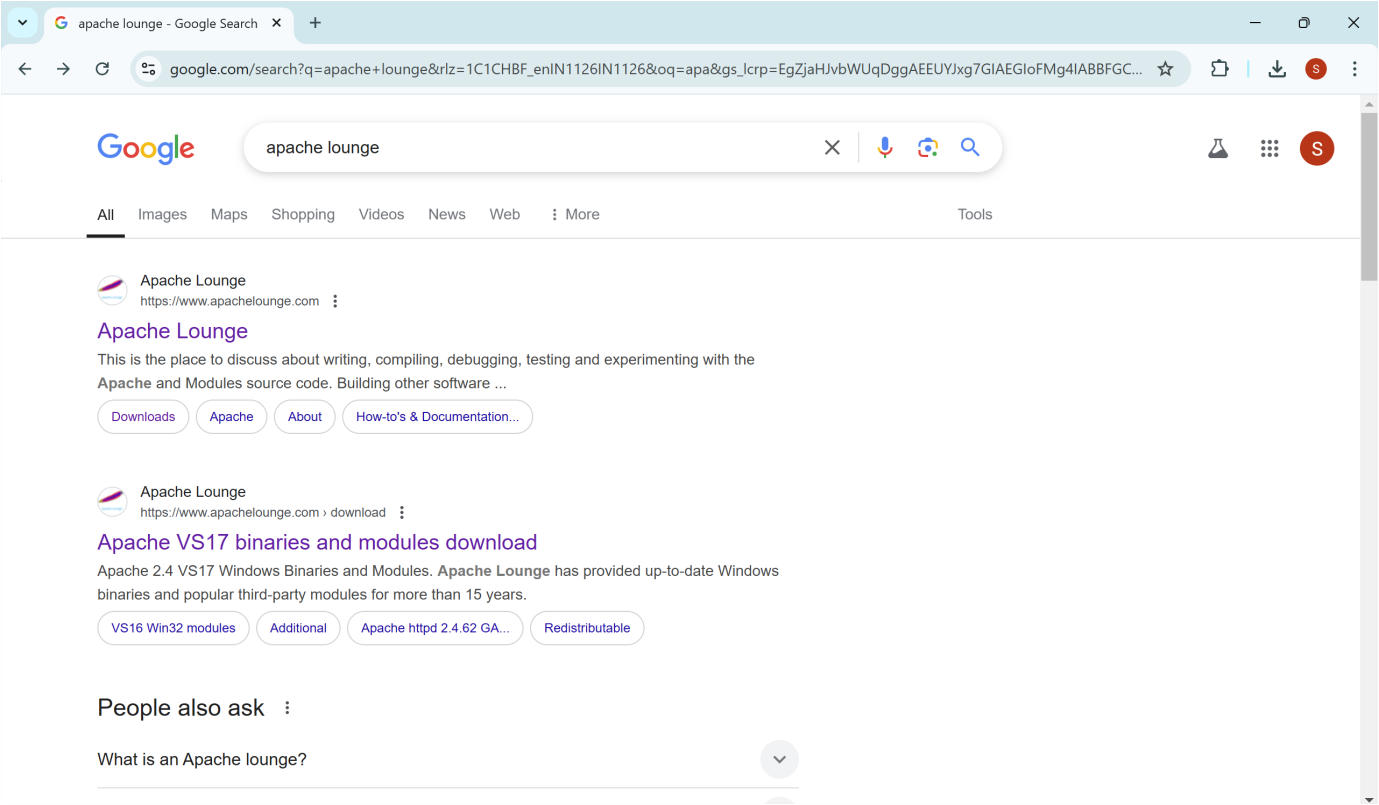 apache lounge - Google Search
google.com/search?q=apache+lounge&rlz=1C1CHBF_enIN1126IN1126&oq=apa&gs_lcrp=EgZjaHJvbWUqDggAEEUYJxg7GIAEGIoFMg4IABBFGC...
S
Google
apache lounge
S
All Images Maps Shopping Videos News Web More Tools
Apache Lounge
https://www.apachelounge.com
Apache Lounge
This is the place to discuss about writing, compiling, debugging, testing and experimenting with the
Apache and Modules source code. Building other software ...
Downloads Apache About How-to's & Documentation...
Apache Lounge
https://www.apachelounge.com › download
Apache VS17 binaries and modules download
Apache 2.4 VS17 Windows Binaries and Modules. Apache Lounge has provided up-to-date Windows
binaries and popular third-party modules for more than 15 years.
VS16 Win32 modules Additional Apache httpd 2.4.62 GA... Redistributable
People also ask
What is an Apache lounge?